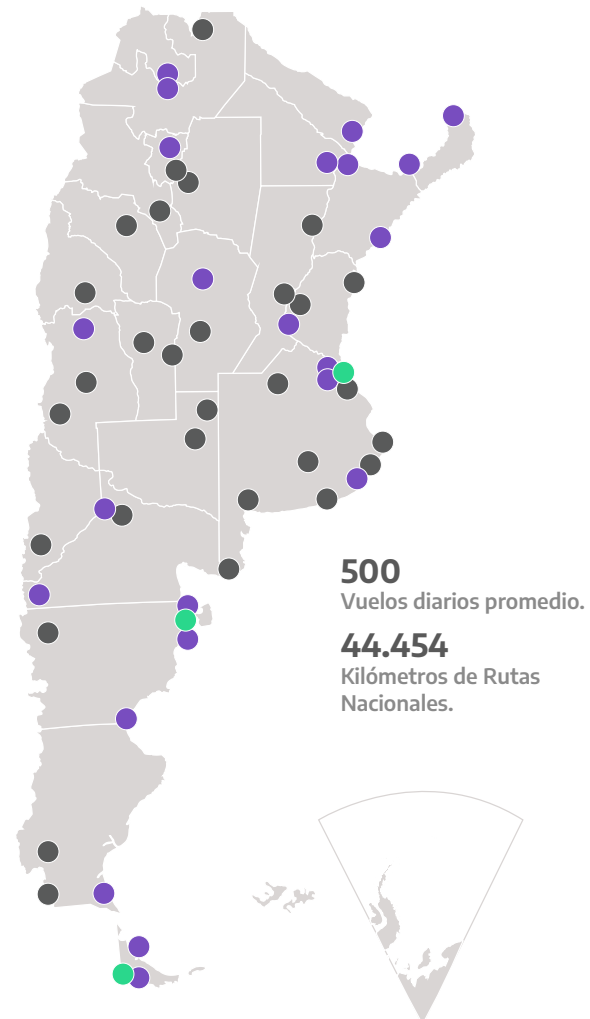 500
Vuelos diarios promedio.
44.454
Kilómetros de Rutas
Nacionales.